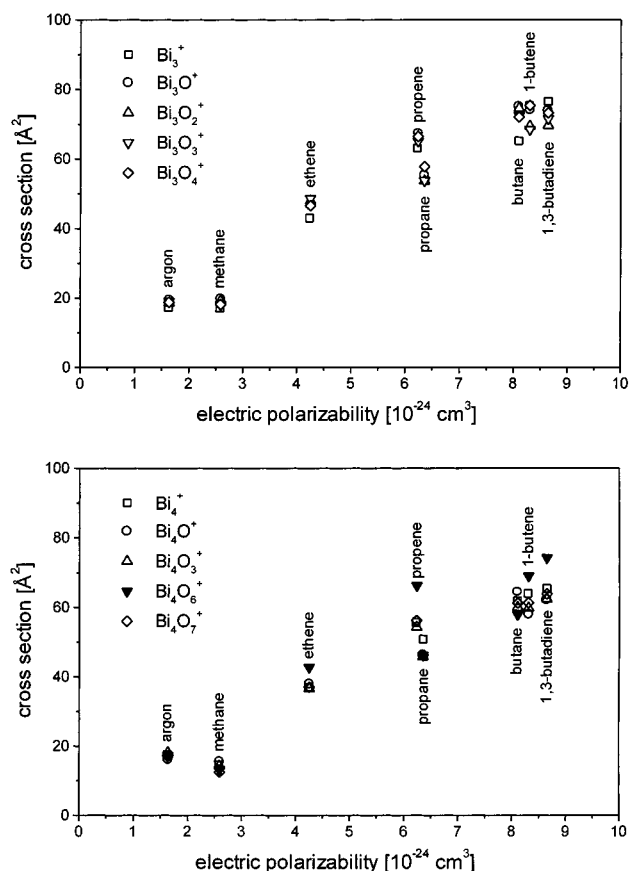 100
80
60
40
20
0
cross section [Å²]
Bi₃⁺
Bi₃O⁺
Bi₃O₂⁺
Bi₃O₃⁺
Bi₃O₄⁺
argon
methane
ethene
propene
propane
butane
1-butene
1,3-butadiene
0 1 2 3 4 5 6 7 8 9 10
electric polarizability [10⁻²⁴ cm³]
100
80
60
40
20
0
cross section [Å²]
Bi₄⁺
Bi₄O⁺
Bi₄O₃⁺
Bi₄O₆⁺
Bi₄O₇⁺
argon
methane
ethene
propene
propane
butane
1-butene
1,3-butadiene
0 1 2 3 4 5 6 7 8 9 10
electric polarizability [10⁻²⁴ cm³]